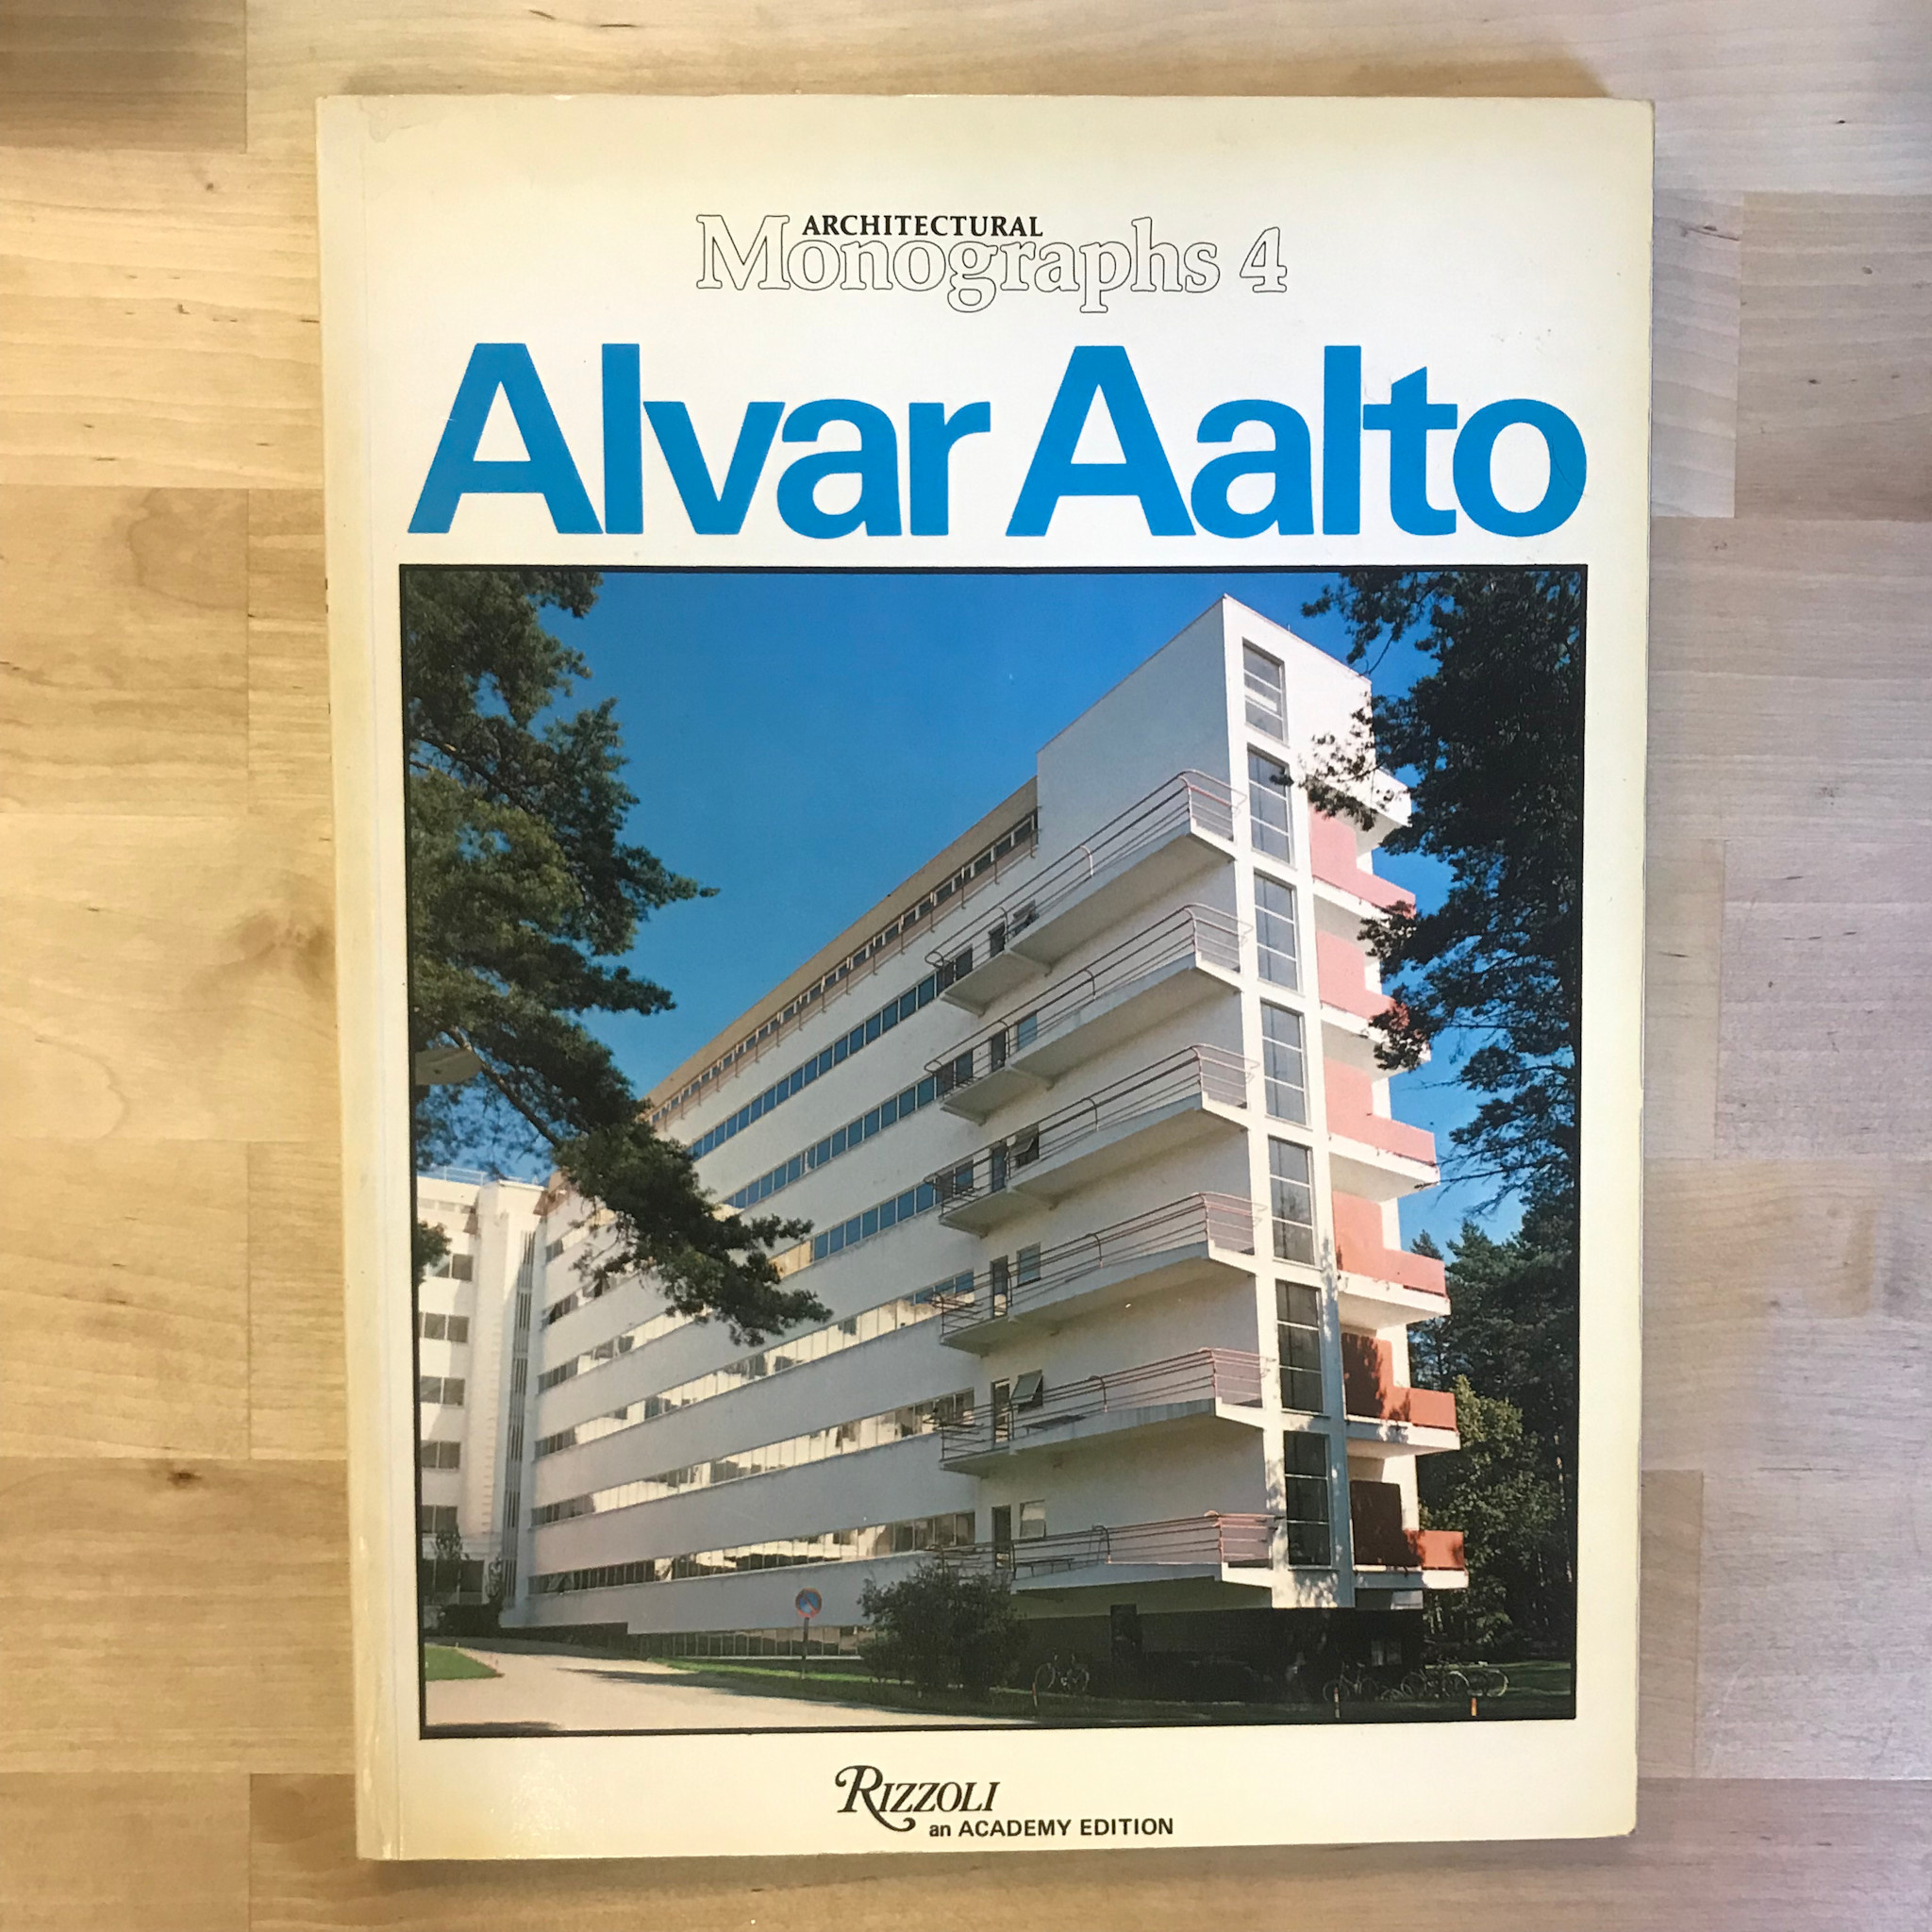 ARCHITECTURAL
Monographs 4
Alvar Aalto
RIZZOLI
an ACADEMY EDITION